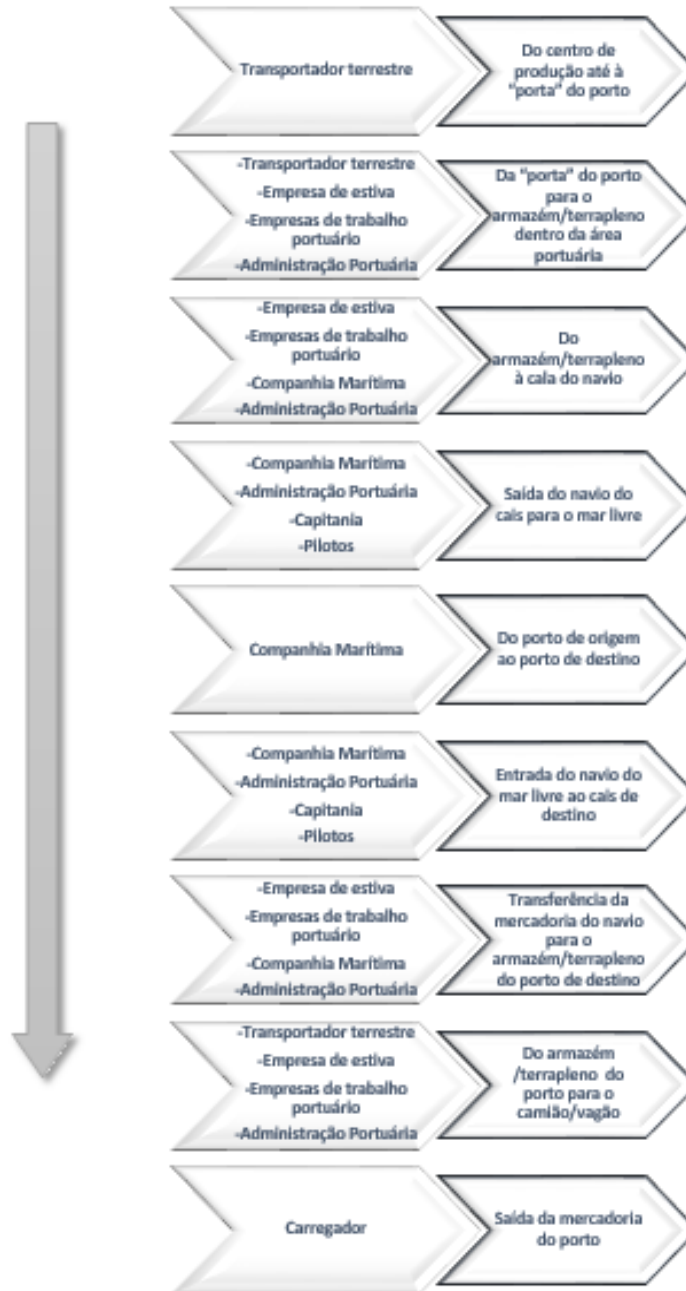 Transportador terrestre
Do centro de
produção até à
"porta" do porto
-Transportador terrestre
-Empresa de estiva
-Empresas de trabalho
portuário
-Administração Portuária
Da "porta" do porto
para o
armazém/terrapleno
dentro da área
portuária
-Empresa de estiva
-Empresas de trabalho
portuário
-Companhia Marítima
-Administração Portuária
Do
armazém/terrapleno
à cala do navio
-Companhia Marítima
-Administração Portuária
-Capitania
-Pilotos
Saída do navio do
cais para o mar livre
Companhia Marítima
Do porto de origem
ao porto de destino
-Companhia Marítima
-Administração Portuária
-Capitania
-Pilotos
Entrada do navio do
mar livre ao cais de
destino
-Empresa de estiva
-Empresas de trabalho
portuário
-Companhia Marítima
-Administração Portuária
Transferência da
mercadoria do navio
para o
armazém/terrapleno
do porto de destino
-Transportador terrestre
-Empresa de estiva
-Empresas de trabalho
portuário
-Administração Portuária
Do armazém
/terrapleno do
porto para o
camião/vagão
Carregador
Saída da mercadoria
do porto